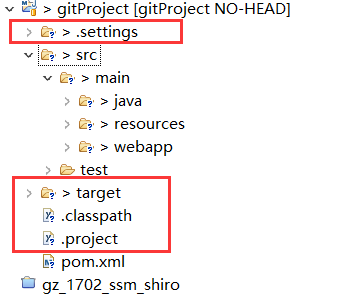 > gitProject [gitProject NO-HEAD]
> .settings
> src
> main
> java
> resources
> webapp
test
> target
.classpath
.project
pom.xml
gz_1702_ssm_shiro